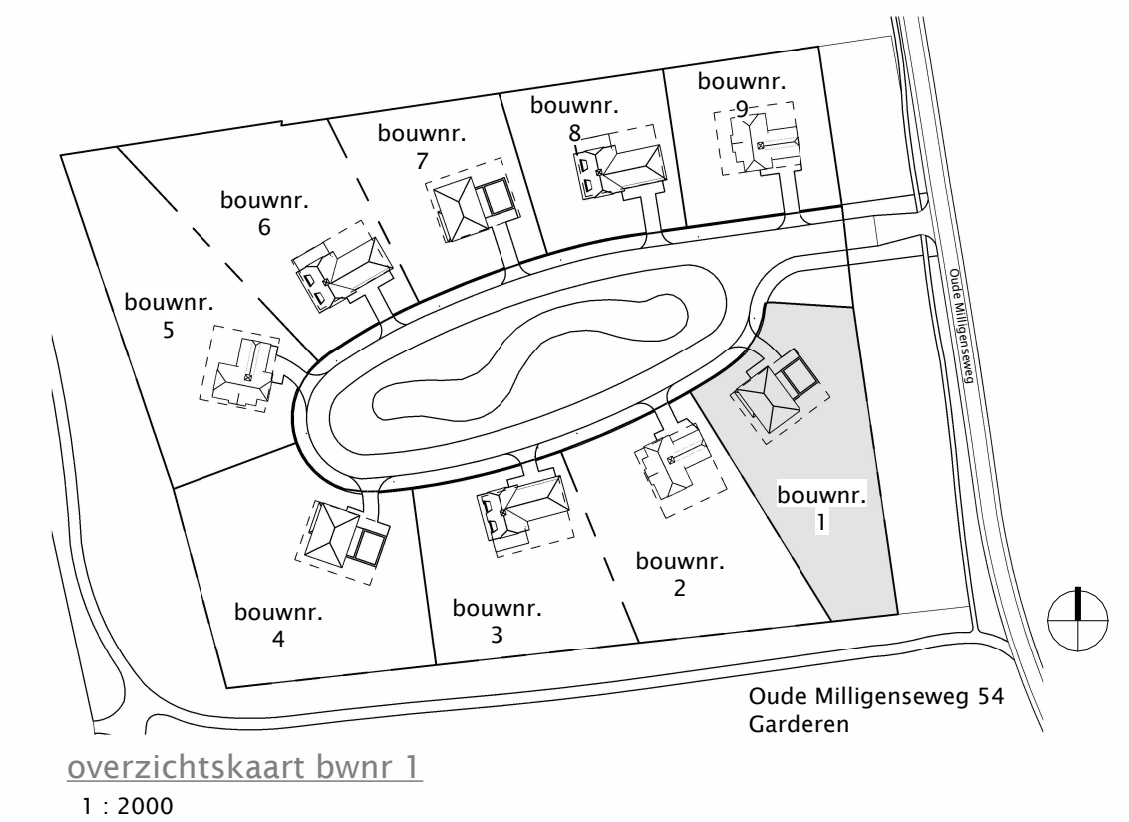 bouwnr.
9
bouwnr.
8
bouwnr.
7
bouwnr.
6
bouwnr.
5
Oude Milligenseweg
bouwnr.
1
bouwnr.
2
bouwnr.
3
bouwnr.
4
Oude Milligenseweg 54
Garderen
overzichtskaart bwnr 1
1 : 2000